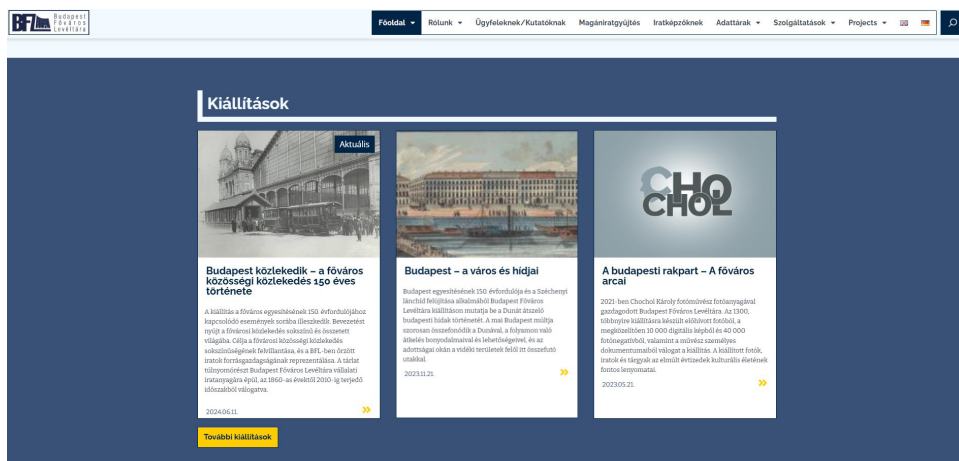 BFL
Budapest
Főváros
Levéltára
Főoldal
Rólunk
Ügyfeleknek/Kutatóknak
Magániratgyűjtés
Iratképzőknek
Adattárak
Szolgáltatások
Projects
Kiállítások
Aktuális
Budapest közlekedik – a főváros
közösségi közlekedés 150 éves
története
A kiállítás a főváros egyesítésének 150. évfordulójához
kapcsolódó események sorába illeszkedik. Bevezetést
nyújt a fővárosi közlekedés sokszínű és összetett
világába. Célja a fővárosi közösségi közlekedés
sokszínűségének felvillantása, és a BFL-ben őrzött
iratok forrásgazdagságának reprezentálása. A tárlat
túlnyomórészt Budapest Főváros Levéltára vállalati
iratanyagára épül, az 1860-as évektől 2010-ig terjedő
időszakból válogatva.
2024.06.11.
Budapest – a város és hídjai
Budapest egyesítésének 150. évfordulója és a Széchenyi
lánchíd felújítása alkalmából Budapest Főváros
Levéltára kiállításon mutatja be a Dunát átszelő
budapesti hidak történetét. A mai Budapest múltja
szorosan összefonódik a Dunával, a folyamon való
átkelés bonyodalmaival és lehetőségeivel, és az
adottságai okán a vidéki területek felől itt összefutó
utakkal.
2023.11.21.
CHO
CHOL
A budapesti rakpart – A főváros
arcai
2021-ben Chochol Károly fotóművész fotóanyagával
gazdagodott Budapest Főváros Levéltára. Az 1300,
többnyire kiállításra készült előhívott fotóból, a
megközelítően 10 000 digitális képből és 40 000
fotónegatívból, valamint a művész személyes
dokumentumaiból válogat a kiállítás. A kiállított fotók,
iratok és tárgyak az elmúlt évtizedek kulturális életének
fontos lenyomatai.
2023.05.21.
További kiállítások